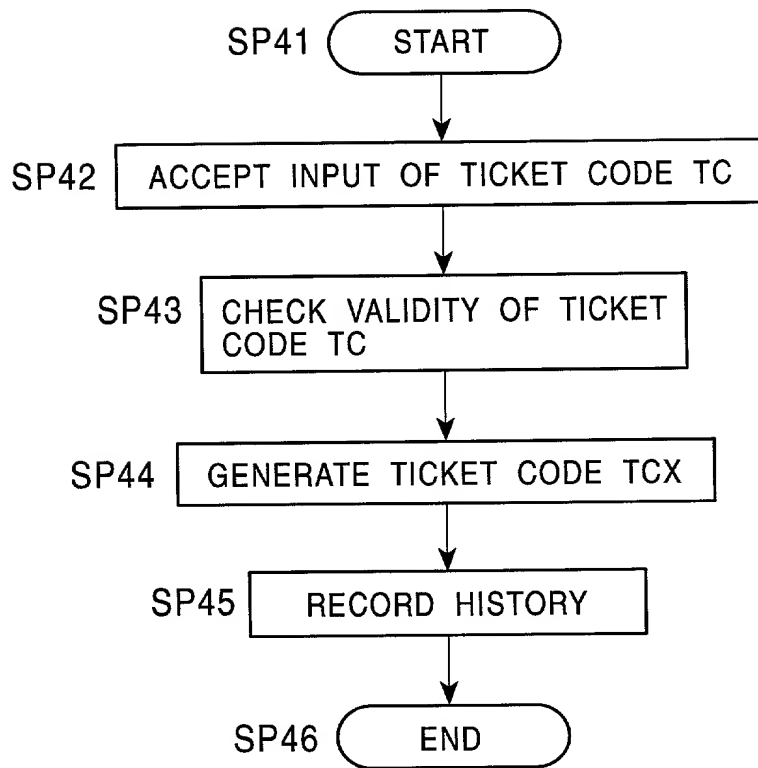 SP41 START
SP42 ACCEPT INPUT OF TICKET CODE TC
SP43 CHECK VALIDITY OF TICKET
CODE TC
SP44 GENERATE TICKET CODE TCX
SP45 RECORD HISTORY
SP46 END